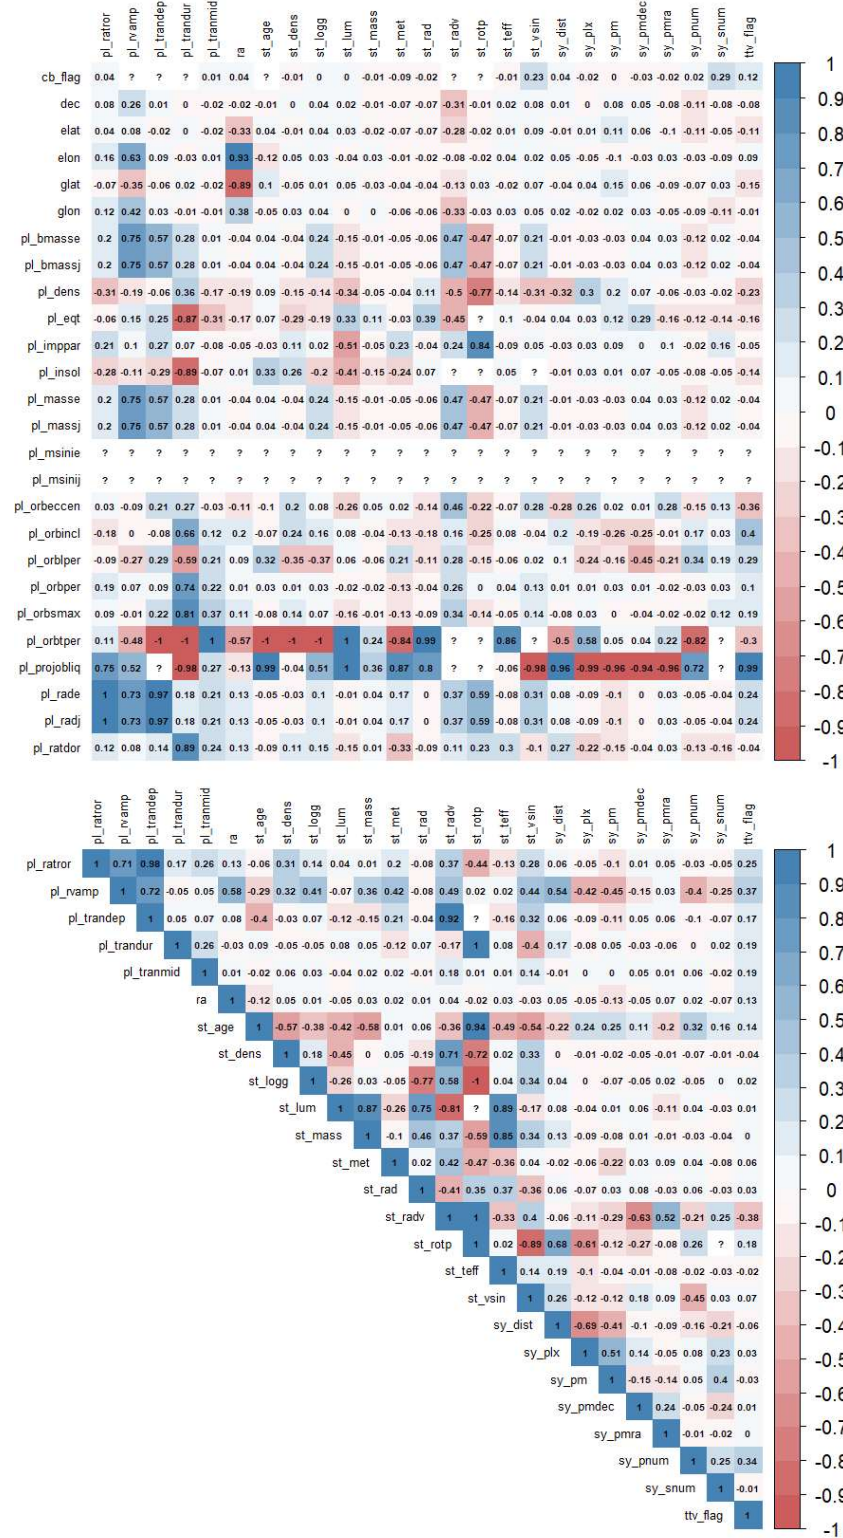 pl_ratror pl_rvamp pl_trandep pl_trandur pl_tranmid ra st_age st_dens st_logg st_lum st_mass st_met st_rad st_radv st_rotp st_teff st_vsin sy_dist sy_plx sy_pm sy_pmdec sy_pmra sy_pnum sy_snum ttv_flag
cb_flag 0.04 ? ? ? 0.01 0.04 ? -0.01 0 0 -0.01 -0.09 -0.02 ? ? -0.01 0.23 0.04 -0.02 0 -0.03 -0.02 0.02 0.29 0.12
dec 0.08 0.26 0.01 0 -0.02 -0.02 -0.01 0 0.04 0.02 -0.01 -0.07 -0.07 -0.31 -0.01 0.02 0.08 0.01 0 0.08 0.05 -0.08 -0.11 -0.08 -0.08
elat 0.04 0.08 -0.02 0 -0.02 -0.33 0.04 -0.01 0.04 0.03 -0.02 -0.07 -0.07 -0.28 -0.02 0.01 0.09 -0.01 0.01 0.11 0.06 -0.1 -0.11 -0.05 -0.11
elon 0.16 0.63 0.09 -0.03 0.01 0.93 -0.12 0.05 0.03 -0.04 0.03 -0.01 -0.02 -0.08 -0.02 0.04 0.02 0.05 -0.05 -0.1 -0.03 0.03 -0.03 -0.09 0.09
glat -0.07 -0.35 -0.06 0.02 -0.02 -0.89 0.1 -0.05 0.01 0.05 -0.03 -0.04 -0.04 -0.13 0.03 -0.02 0.07 -0.04 0.04 0.15 0.06 -0.09 -0.07 0.03 -0.15
glon 0.12 0.42 0.03 -0.01 -0.01 0.38 -0.05 0.03 0.04 0 0 -0.06 -0.06 -0.33 -0.03 0.03 0.05 0.02 -0.02 0.02 0.03 -0.05 -0.09 -0.11 -0.01
pl_bmasse 0.2 0.75 0.57 0.28 0.01 -0.04 0.04 -0.04 0.24 -0.15 -0.01 -0.05 -0.06 0.47 -0.47 -0.07 0.21 -0.01 -0.03 -0.03 0.04 0.03 -0.12 0.02 -0.04
pl_bmassj 0.2 0.75 0.57 0.28 0.01 -0.04 0.04 -0.04 0.24 -0.15 -0.01 -0.05 -0.06 0.47 -0.47 -0.07 0.21 -0.01 -0.03 -0.03 0.04 0.03 -0.12 0.02 -0.04
pl_dens -0.31 -0.19 -0.06 0.36 -0.17 -0.19 0.09 -0.15 -0.14 -0.34 -0.05 -0.04 0.11 -0.5 -0.77 -0.14 -0.31 -0.32 0.3 0.2 0.07 -0.06 -0.03 -0.02 -0.23
pl_eqt -0.06 0.15 0.25 -0.87 -0.31 -0.17 0.07 -0.29 -0.19 0.33 0.11 -0.03 0.39 -0.45 ? 0.1 -0.04 0.04 0.03 0.12 0.29 -0.16 -0.12 -0.14 -0.16
pl_imppar 0.21 0.1 0.27 0.07 -0.08 -0.05 -0.03 0.11 0.02 -0.51 -0.05 0.23 -0.04 0.24 0.84 -0.09 0.05 -0.03 -0.03 0.09 0 0.1 -0.02 0.16 -0.05
pl_insol -0.28 -0.11 -0.29 -0.89 -0.07 0.01 0.33 0.26 -0.2 -0.41 -0.15 -0.24 0.07 ? ? 0.05 ? -0.01 0.03 0.01 0.07 -0.05 -0.08 -0.05 -0.14
pl_masse 0.2 0.75 0.57 0.28 0.01 -0.04 0.04 -0.04 0.24 -0.15 -0.01 -0.05 -0.06 0.47 -0.47 -0.07 0.21 -0.01 -0.03 -0.03 0.04 0.03 -0.12 0.02 -0.04
pl_massj 0.2 0.75 0.57 0.28 0.01 -0.04 0.04 -0.04 0.24 -0.15 -0.01 -0.05 -0.06 0.47 -0.47 -0.07 0.21 -0.01 -0.03 -0.03 0.04 0.03 -0.12 0.02 -0.04
pl_msinie ? ? ? ? ? ? ? ? ? ? ? ? ? ? ? ? ? ? ? ? ? ? ? ? ?
pl_msinij ? ? ? ? ? ? ? ? ? ? ? ? ? ? ? ? ? ? ? ? ? ? ? ? ?
pl_orbeccen 0.03 -0.09 0.21 0.27 -0.03 -0.11 -0.1 0.2 0.08 -0.26 0.05 0.02 -0.14 0.46 -0.22 -0.07 0.28 -0.28 0.26 0.02 0.01 0.28 -0.15 0.13 -0.36
pl_orbincl -0.18 0 -0.08 0.66 0.12 0.2 -0.07 0.24 0.16 0.08 -0.04 -0.13 -0.18 0.16 -0.25 0.08 -0.04 0.2 -0.19 -0.26 -0.25 -0.01 0.17 0.03 0.4
pl_orblper -0.09 -0.27 0.29 -0.59 0.21 0.09 0.32 -0.35 -0.37 0.06 -0.06 0.21 -0.11 0.28 -0.15 -0.06 0.02 0.1 -0.24 -0.16 -0.45 -0.21 0.34 0.19 0.29
pl_orbper 0.19 0.07 0.09 0.74 0.22 0.01 0.03 0.01 0.03 -0.02 -0.02 -0.13 -0.04 0.26 0 0.04 0.13 0.01 0.01 0.03 0.01 -0.02 -0.03 0.03 0.1
pl_orbsmax 0.09 -0.01 0.22 0.81 0.37 0.11 -0.08 0.14 0.07 -0.16 -0.01 -0.13 -0.09 0.34 -0.14 -0.05 0.14 -0.08 0.03 0 -0.04 -0.02 -0.02 0.12 0.19
pl_orbtper 0.11 -0.48 -1 -1 1 -0.57 -1 -1 -1 1 0.24 -0.84 0.99 ? ? 0.86 ? -0.5 0.58 0.05 0.04 0.22 -0.82 ? -0.3
pl_projobliq 0.75 0.52 ? -0.98 0.27 -0.13 0.99 -0.04 0.51 1 0.36 0.87 0.8 ? ? -0.06 -0.98 0.96 -0.99 -0.96 -0.94 -0.96 0.72 ? 0.99
pl_rade 1 0.73 0.97 0.18 0.21 0.13 -0.05 -0.03 0.1 -0.01 0.04 0.17 0 0.37 0.59 -0.08 0.31 0.08 -0.09 -0.1 0 0.03 -0.05 -0.04 0.24
pl_radj 1 0.73 0.97 0.18 0.21 0.13 -0.05 -0.03 0.1 -0.01 0.04 0.17 0 0.37 0.59 -0.08 0.31 0.08 -0.09 -0.1 0 0.03 -0.05 -0.04 0.24
pl_ratdor 0.12 0.08 0.14 0.89 0.24 0.13 -0.09 0.11 0.15 -0.15 0.01 -0.33 -0.09 0.11 0.23 0.3 -0.1 0.27 -0.22 -0.15 -0.04 0.03 -0.13 -0.16 -0.04
1
0.9
0.8
0.7
0.6
0.5
0.4
0.3
0.2
0.1
0
-0.1
-0.2
-0.3
-0.4
-0.5
-0.6
-0.7
-0.8
-0.9
-1
pl_ratror pl_rvamp pl_trandep pl_trandur pl_tranmid ra st_age st_dens st_logg st_lum st_mass st_met st_rad st_radv st_rotp st_teff st_vsin sy_dist sy_plx sy_pm sy_pmdec sy_pmra sy_pnum sy_snum ttv_flag
pl_ratror 1 0.71 0.98 0.17 0.26 0.13 -0.06 0.31 0.14 0.04 0.01 0.2 -0.08 0.37 -0.44 -0.13 0.28 0.06 -0.05 -0.1 0.01 0.05 -0.03 -0.05 0.25
pl_rvamp 1 0.72 -0.05 0.05 0.58 -0.29 0.32 0.41 -0.07 0.36 0.42 -0.08 0.49 0.02 0.02 0.44 0.54 -0.42 -0.45 -0.15 0.03 -0.4 -0.25 0.37
pl_trandep 1 0.05 0.07 0.08 -0.4 -0.03 0.07 -0.12 -0.15 0.21 -0.04 0.92 ? -0.16 0.32 0.06 -0.09 -0.11 0.05 0.06 -0.1 -0.07 0.17
pl_trandur 1 0.26 -0.03 0.09 -0.05 -0.05 0.08 0.05 -0.12 0.07 -0.17 1 0.08 -0.4 0.17 -0.08 0.05 -0.03 -0.06 0 0.02 0.19
pl_tranmid 1 0.01 -0.02 0.06 0.03 -0.04 0.02 0.02 -0.01 0.18 0.01 0.01 0.14 -0.01 0 0 0.05 0.01 0.06 -0.02 0.19
ra 1 -0.12 0.05 0.01 -0.05 -0.03 0.02 0.01 0.04 -0.02 0.03 -0.03 0.05 -0.05 -0.13 -0.05 0.07 0.02 -0.07 0.13
st_age 1 -0.57 -0.38 -0.42 -0.58 0.01 0.06 -0.36 0.94 -0.49 -0.54 -0.22 0.24 0.25 0.11 -0.2 0.32 0.16 0.14
st_dens 1 0.18 -0.45 0 0.05 -0.19 0.71 -0.72 0.02 0.33 0 -0.01 -0.02 -0.05 -0.01 -0.07 -0.01 -0.04
st_logg 1 -0.26 0.03 -0.05 -0.77 0.58 -1 0.04 0.34 0.04 0 -0.07 -0.05 0.02 -0.05 0 0.02
st_lum 1 0.87 -0.26 0.75 -0.81 ? 0.89 -0.17 0.08 -0.04 0.01 0.06 -0.11 0.04 -0.03 0.01
st_mass 1 -0.1 0.46 0.37 -0.59 0.85 0.34 0.13 -0.09 -0.08 0.01 -0.01 -0.03 -0.04 0
st_met 1 0.02 0.42 -0.47 -0.36 0.04 -0.02 -0.06 -0.22 0.03 0.09 0.04 -0.08 0.06
st_rad 1 -0.41 0.35 0.37 -0.36 0.06 -0.07 0.03 0.08 -0.03 -0.06 -0.03 0.03
st_radv 1 1 -0.33 0.4 -0.06 -0.11 -0.29 -0.63 0.52 -0.21 0.25 -0.38
st_rotp 1 0.02 -0.89 0.68 -0.61 -0.12 -0.27 -0.08 0.26 ? 0.18
st_teff 1 0.14 0.19 -0.1 -0.04 -0.01 -0.08 -0.02 -0.03 -0.02
st_vsin 1 0.26 -0.12 -0.12 0.18 0.09 -0.45 0.03 0.07
sy_dist 1 -0.69 -0.41 -0.1 -0.09 -0.16 -0.21 -0.06
sy_plx 1 0.51 0.14 -0.05 0.08 0.23 0.03
sy_pm 1 -0.15 -0.14 0.05 0.4 -0.03
sy_pmdec 1 0.24 -0.05 -0.24 0.01
sy_pmra 1 -0.01 -0.02 0
sy_pnum 1 0.25 0.34
sy_snum 1 -0.01
ttv_flag 1
1
0.9
0.8
0.7
0.6
0.5
0.4
0.3
0.2
0.1
0
-0.1
-0.2
-0.3
-0.4
-0.5
-0.6
-0.7
-0.8
-0.9
-1